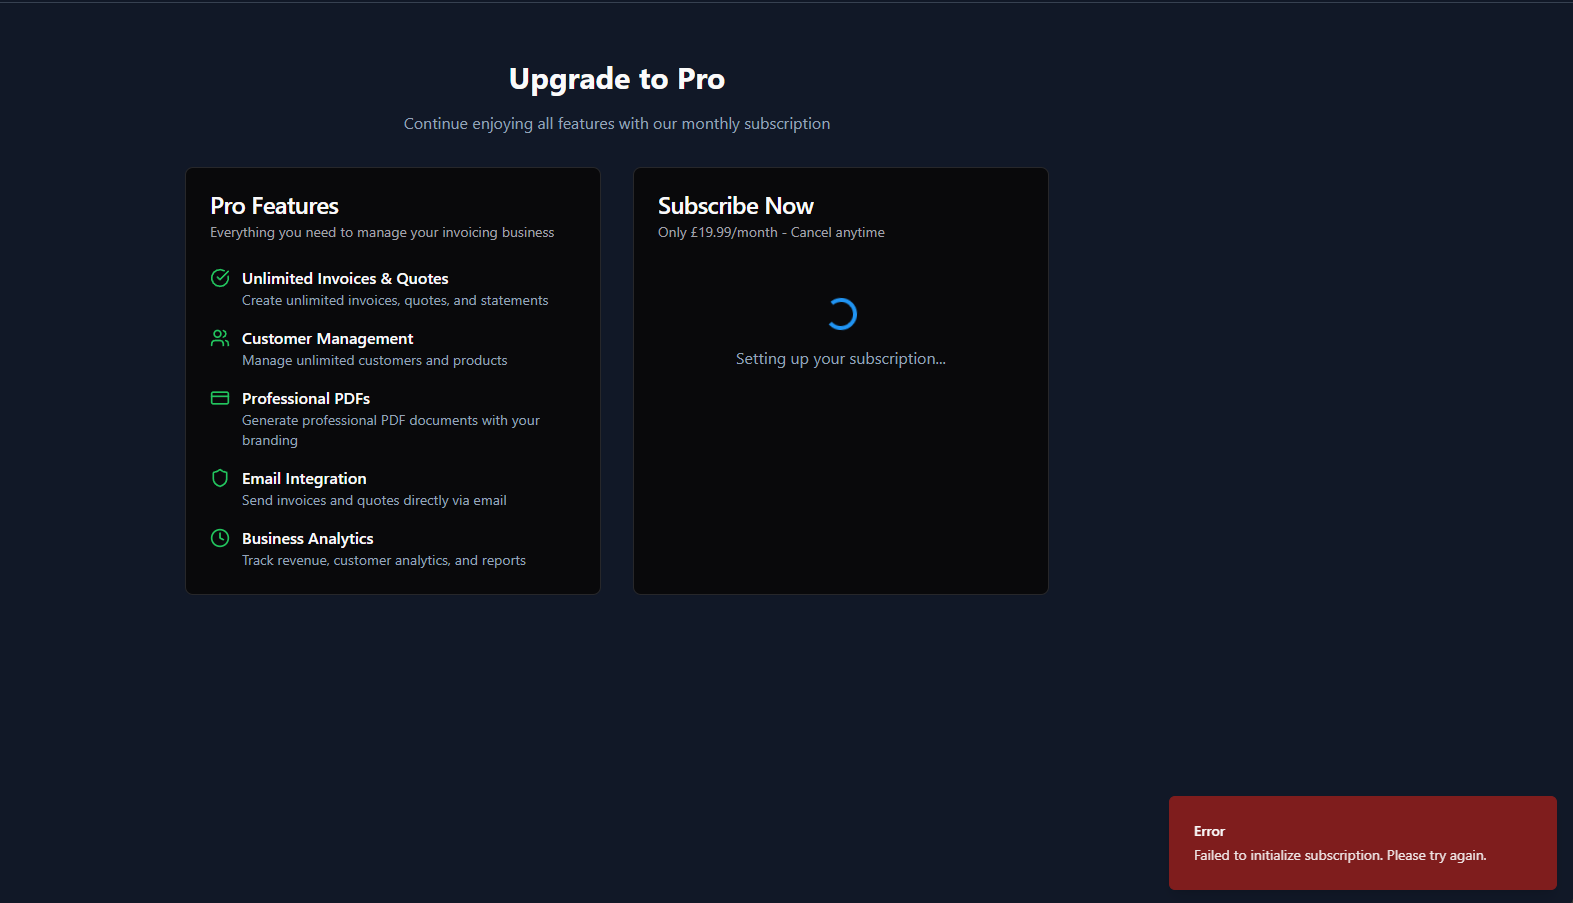 Upgrade to Pro
Continue enjoying all features with our monthly subscription
Pro Features
Everything you need to manage your invoicing business
Unlimited Invoices & Quotes
Create unlimited invoices, quotes, and statements
Customer Management
Manage unlimited customers and products
Professional PDFs
Generate professional PDF documents with your
branding
Email Integration
Send invoices and quotes directly via email
Business Analytics
Track revenue, customer analytics, and reports
Subscribe Now
Only £19.99/month - Cancel anytime
Setting up your subscription...
Error
Failed to initialize subscription. Please try again.